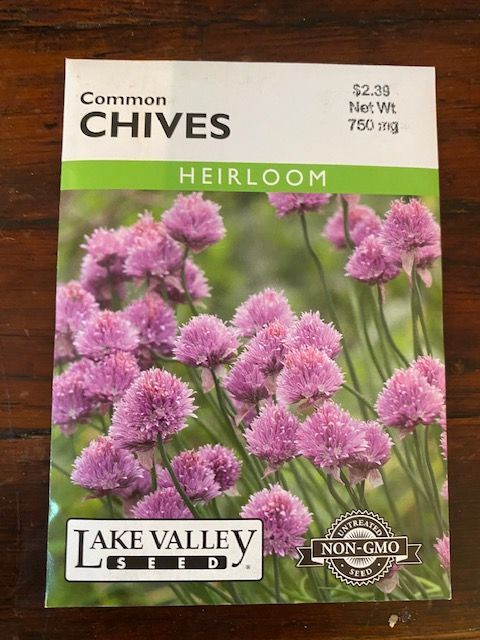 Common
CHIVES
$2.39
Net Wt
750 mg
HEIRLOOM
LAKE VALLEY
SEED®
UNTREATED
NON-GMO
SEED